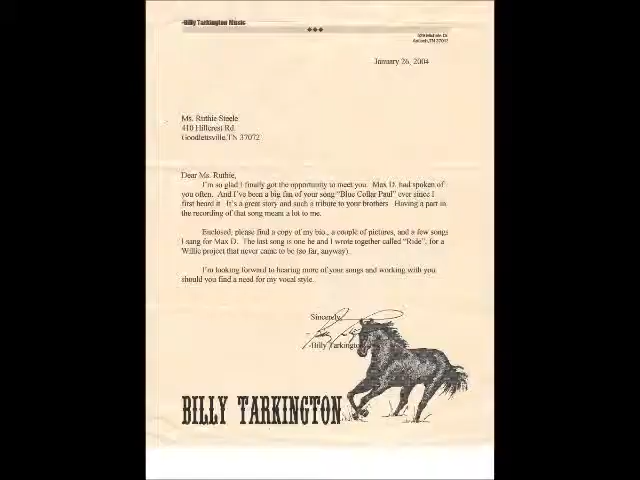 -Billy Tarkington Music
Antioch, TN 37013
January 26, 2004
Ms. Ruthie Steele
410 Hillcrest Rd.
Goodlettsville, TN 37072
Dear Ms. Ruthie,
I'm so glad I finally got the opportunity to meet you. Max D. had spoken of
you often. And I've been a big fan of your song "Blue Collar Paul" ever since I
first heard it. It's a great story and such a tribute to your brothers. Having a part in
the recording of that song meant a lot to me.
Enclosed, please find a copy of my bio., a couple of pictures, and a few songs
I sang for Max D. The last song is one he and I wrote together called "Ride", for a
Willie project that never came to be (so far, anyway).
I'm looking forward to hearing more of your songs and working with you
should you find a need for my vocal style.
Sincerely,
-Billy Tarkington
BILLY TARKINGTON